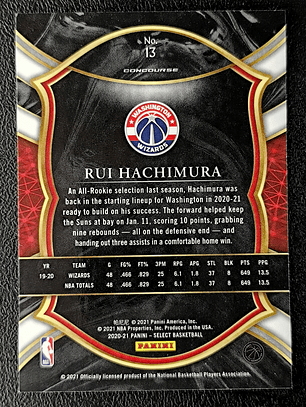 No.
13
CONCOURSE
WASHINGTON
WIZARDS
RUI HACHIMURA
An All-Rookie selection last season, Hachimura was
back in the starting lineup for Washington in 2020-21
ready to build on his success. The forward helped keep
the Suns at bay on Jan. 11, scoring 10 points, grabbing
nine rebounds — all on the defensive end — and
handing out three assists in a comfortable home win.
YR TEAM G FG% FT% 3PM RPG APG STL BLK PTS PPG
19-20 WIZARDS 48 .466 .829 25 6.1 1.8 37 8 649 13.5
NBA TOTALS 48 .466 .829 25 6.1 1.8 37 8 649 13.5
© 2021 Panini America, Inc.
© 2021 NBA Properties, Inc. Produced in the USA.
2020-21 PANINI – SELECT BASKETBALL
PANINI
© 2021 Officially licensed product of the National Basketball Players Association.